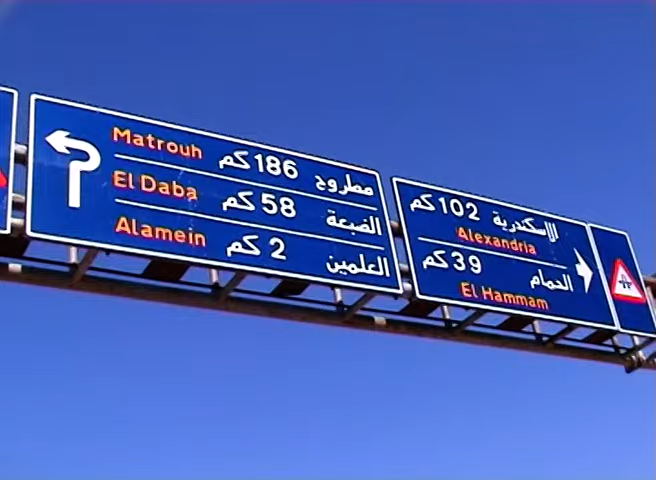 Matrouh 186 كم مطروح
El Daba 58 كم الضبعة
Alamein 2 كم العلمين
102 كم الاسكندرية
Alexandria
39 كم الحمام
El Hammam